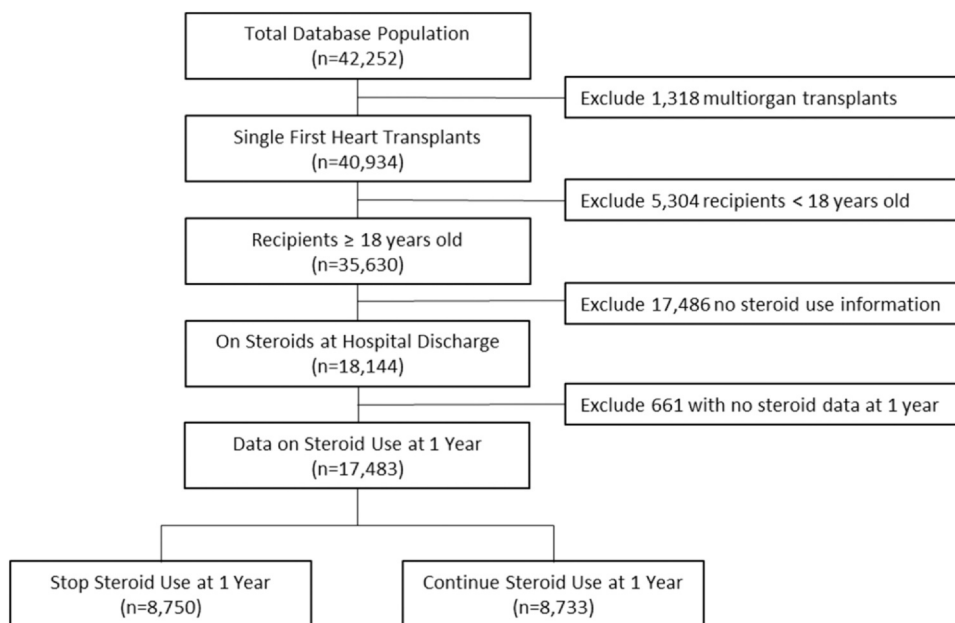 Total Database Population
(n=42,252)
Exclude 1,318 multiorgan transplants
Single First Heart Transplants
(n=40,934)
Exclude 5,304 recipients < 18 years old
Recipients ≥ 18 years old
(n=35,630)
Exclude 17,486 no steroid use information
On Steroids at Hospital Discharge
(n=18,144)
Exclude 661 with no steroid data at 1 year
Data on Steroid Use at 1 Year
(n=17,483)
Stop Steroid Use at 1 Year
(n=8,750)
Continue Steroid Use at 1 Year
(n=8,733)